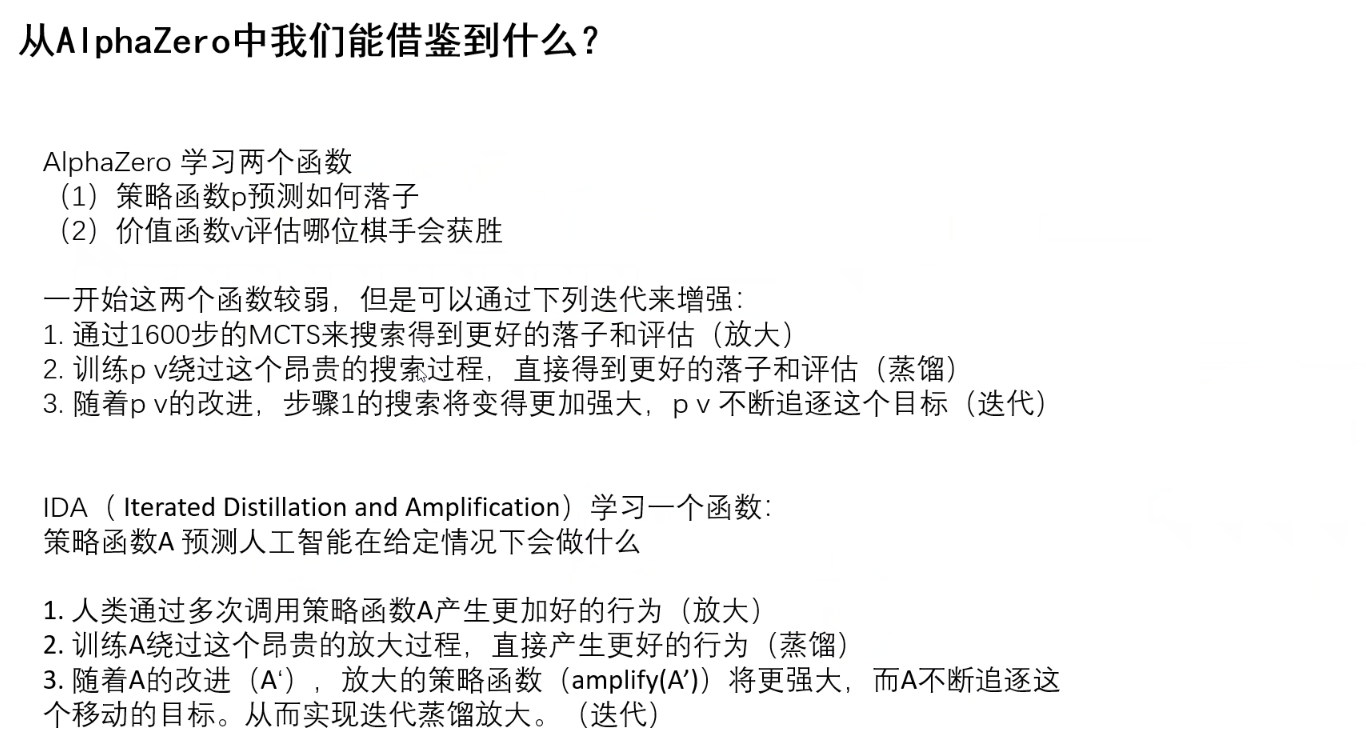 从AlphaZero中我们能借鉴到什么？
AlphaZero 学习两个函数
（1）策略函数p预测如何落子
（2）价值函数v评估哪位棋手会获胜
一开始这两个函数较弱，但是可以通过下列迭代来增强：
1. 通过1600步的MCTS来搜索得到更好的落子和评估（放大）
2. 训练p v绕过这个昂贵的搜索过程，直接得到更好的落子和评估（蒸馏）
3. 随着p v的改进，步骤1的搜索将变得更加强大，p v 不断追逐这个目标（迭代）
IDA（ Iterated Distillation and Amplification）学习一个函数：
策略函数A 预测人工智能在给定情况下会做什么
1. 人类通过多次调用策略函数A产生更加好的行为（放大）
2. 训练A绕过这个昂贵的放大过程，直接产生更好的行为（蒸馏）
3. 随着A的改进（A‘），放大的策略函数（amplify(A’)）将更强大，而A不断追逐这
个移动的目标。从而实现迭代蒸馏放大。（迭代）